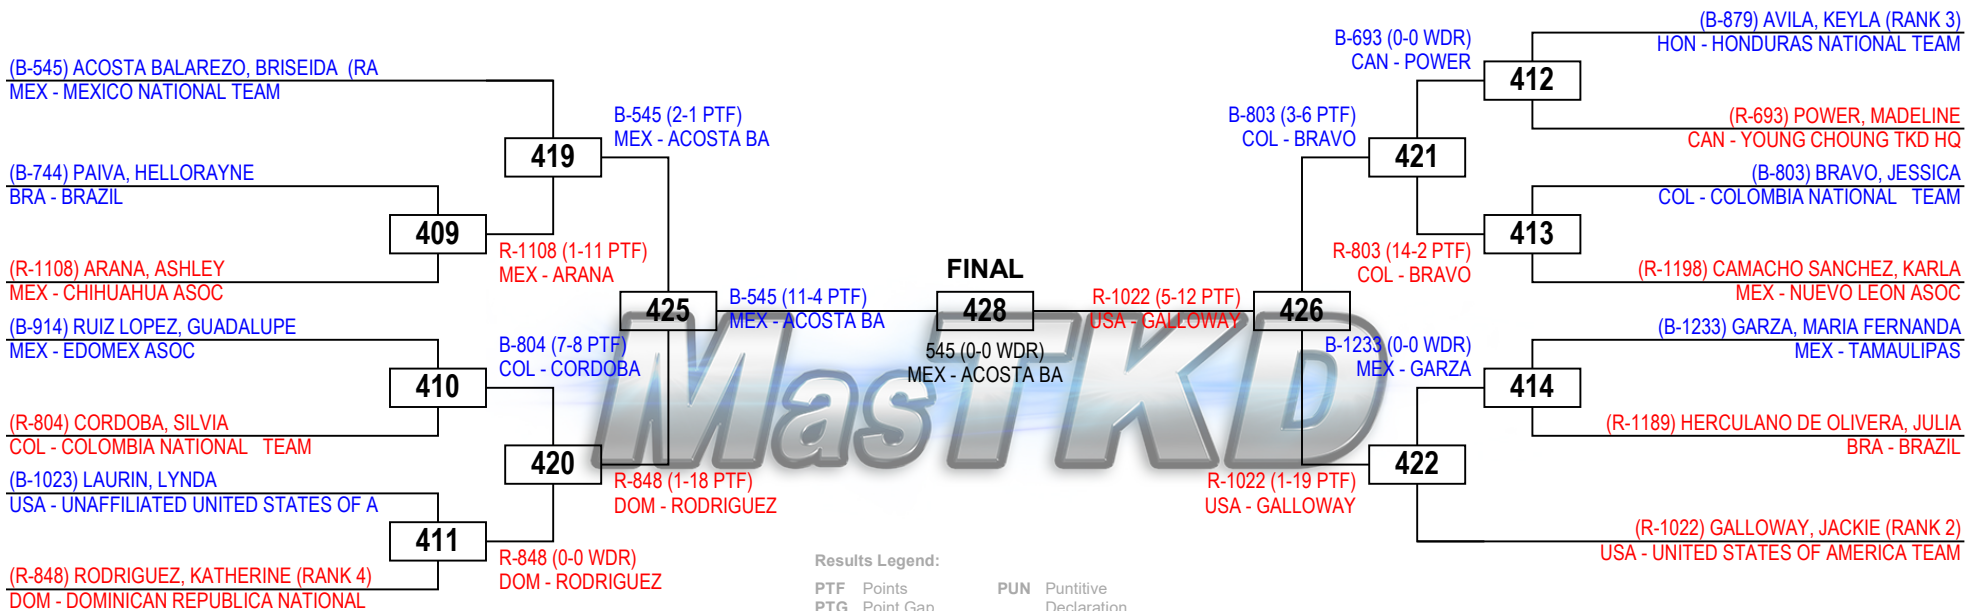 (B-545) ACOSTA BALAREZO, BRISEIDA (RA
MEX - MEXICO NATIONAL TEAM
(B-744) PAIVA, HELLORAYNE
BRA - BRAZIL
(R-1108) ARANA, ASHLEY
MEX - CHIHUAHUA ASOC
(B-914) RUIZ LOPEZ, GUADALUPE
MEX - EDOMEX ASOC
(R-804) CORDOBA, SILVIA
COL - COLOMBIA NATIONAL TEAM
(B-1023) LAURIN, LYNDA
USA - UNAFFILIATED UNITED STATES OF A
(R-848) RODRIGUEZ, KATHERINE (RANK 4)
DOM - DOMINICAN REPUBLICA NATIONAL
409
410
411
R-1108 (1-11 PTF)
MEX - ARANA
B-804 (7-8 PTF)
COL - CORDOBA
R-848 (0-0 WDR)
DOM - RODRIGUEZ
419
420
B-545 (2-1 PTF)
MEX - ACOSTA BA
R-848 (1-18 PTF)
DOM - RODRIGUEZ
425
B-545 (11-4 PTF)
MEX - ACOSTA BA
FINAL
428
545 (0-0 WDR)
MEX - ACOSTA BA
MasTKD
R-1022 (5-12 PTF)
USA - GALLOWAY
426
B-803 (3-6 PTF)
COL - BRAVO
R-1022 (1-19 PTF)
USA - GALLOWAY
421
422
B-693 (0-0 WDR)
CAN - POWER
R-803 (14-2 PTF)
COL - BRAVO
B-1233 (0-0 WDR)
MEX - GARZA
412
413
414
(B-879) AVILA, KEYLA (RANK 3)
HON - HONDURAS NATIONAL TEAM
(R-693) POWER, MADELINE
CAN - YOUNG CHOUNG TKD HQ
(B-803) BRAVO, JESSICA
COL - COLOMBIA NATIONAL TEAM
(R-1198) CAMACHO SANCHEZ, KARLA
MEX - NUEVO LEON ASOC
(B-1233) GARZA, MARIA FERNANDA
MEX - TAMAULIPAS
(R-1189) HERCULANO DE OLIVERA, JULIA
BRA - BRAZIL
(R-1022) GALLOWAY, JACKIE (RANK 2)
USA - UNITED STATES OF AMERICA TEAM
Results Legend:
PTF Points PUN Puntitive
PTG Point Gap Declaration